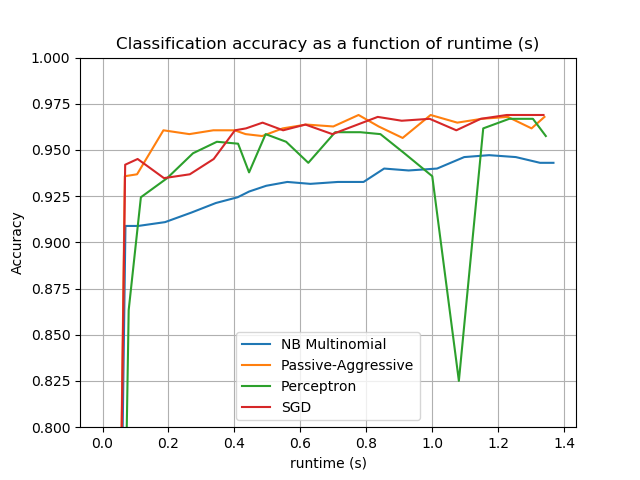 Classification accuracy as a function of runtime (s)
1.000
0.975
0.950
0.925
0.900
0.875
0.850
0.825
0.800
Accuracy
NB Multinomial
Passive-Aggressive
Perceptron
SGD
0.0 0.2 0.4 0.6 0.8 1.0 1.2 1.4
runtime (s)